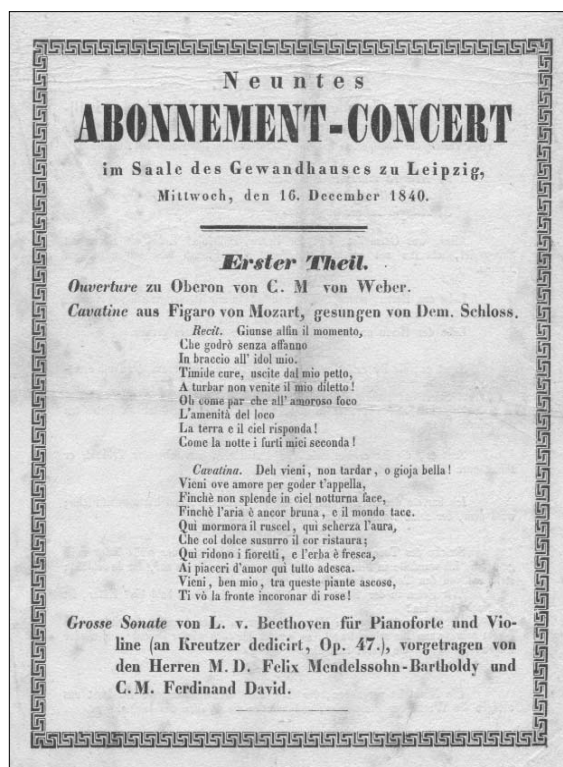 Neuntes
ABONNEMENT-CONCERT
im Saale des Gewandhauses zu Leipzig,
Mittwoch, den 16. December 1840.
Erster Theil.
Ouverture zu Oberon von C. M von Weber.
Cavatine aus Figaro von Mozart, gesungen von Dem. Schloss.
Recit. Giunse alfin il momento,
Che godrò senza affanno
In braccio all' idol mio.
Timide cure, uscite dal mio petto,
A turbar non venite il mio diletto!
Oh come par che all' amoroso foco
L'amenità del loco
La terra e il ciel risponda!
Come la notte i furti miei seconda!
Cavatina. Deh vieni, non tardar, o gioja bella!
Vieni ove amore per goder t'appella,
Finchè non splende in ciel notturna face,
Finchè l'aria è ancor bruna, e il mondo tace.
Qui mormora il ruscel, qui scherza l'aura,
Che col dolce susurro il cor ristaura;
Qui ridono i fioretti, e l'erba è fresca,
Ai piaceri d'amor qui tutto adesca.
Vieni, ben mio, tra queste piante ascose,
Ti vò la fronte incoronar di rose!
Grosse Sonate von L. v. Beethoven für Pianoforte und Vio-
line (an Kreutzer dedicirt, Op. 47.), vorgetragen von
den Herren M. D. Felix Mendelssohn-Bartholdy und
C. M. Ferdinand David.